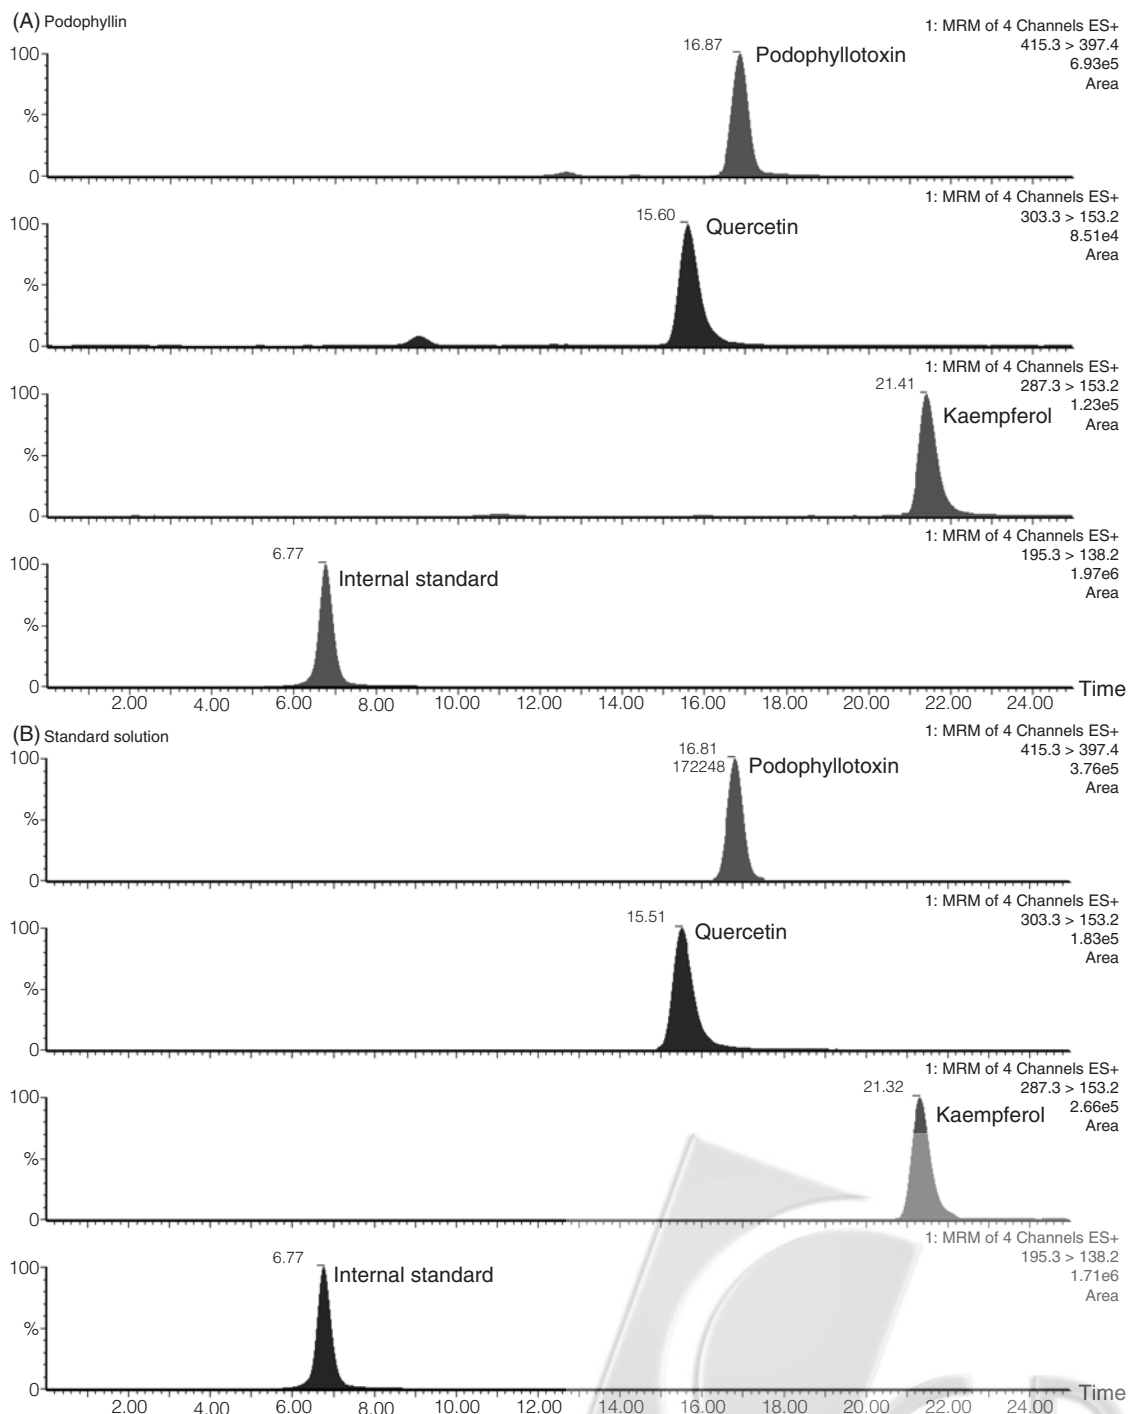 (A) Podophyllin
1: MRM of 4 Channels ES+
415.3 > 397.4
6.93e5
Area
100
%
0
16.87
Podophyllotoxin
1: MRM of 4 Channels ES+
303.3 > 153.2
8.51e4
Area
100
%
0
15.60
Quercetin
1: MRM of 4 Channels ES+
287.3 > 153.2
1.23e5
Area
100
%
0
21.41
Kaempferol
1: MRM of 4 Channels ES+
195.3 > 138.2
1.97e6
Area
100
%
0
6.77
Internal standard
2.00 4.00 6.00 8.00 10.00 12.00 14.00 16.00 18.00 20.00 22.00 24.00 Time
(B) Standard solution
1: MRM of 4 Channels ES+
415.3 > 397.4
3.76e5
Area
100
%
0
16.81
172248
Podophyllotoxin
1: MRM of 4 Channels ES+
303.3 > 153.2
1.83e5
Area
100
%
0
15.51
Quercetin
1: MRM of 4 Channels ES+
287.3 > 153.2
2.66e5
Area
100
%
0
21.32
Kaempferol
1: MRM of 4 Channels ES+
195.3 > 138.2
1.71e6
Area
100
%
0
6.77
Internal standard
2.00 4.00 6.00 8.00 10.00 12.00 14.00 16.00 18.00 20.00 22.00 24.00 Time